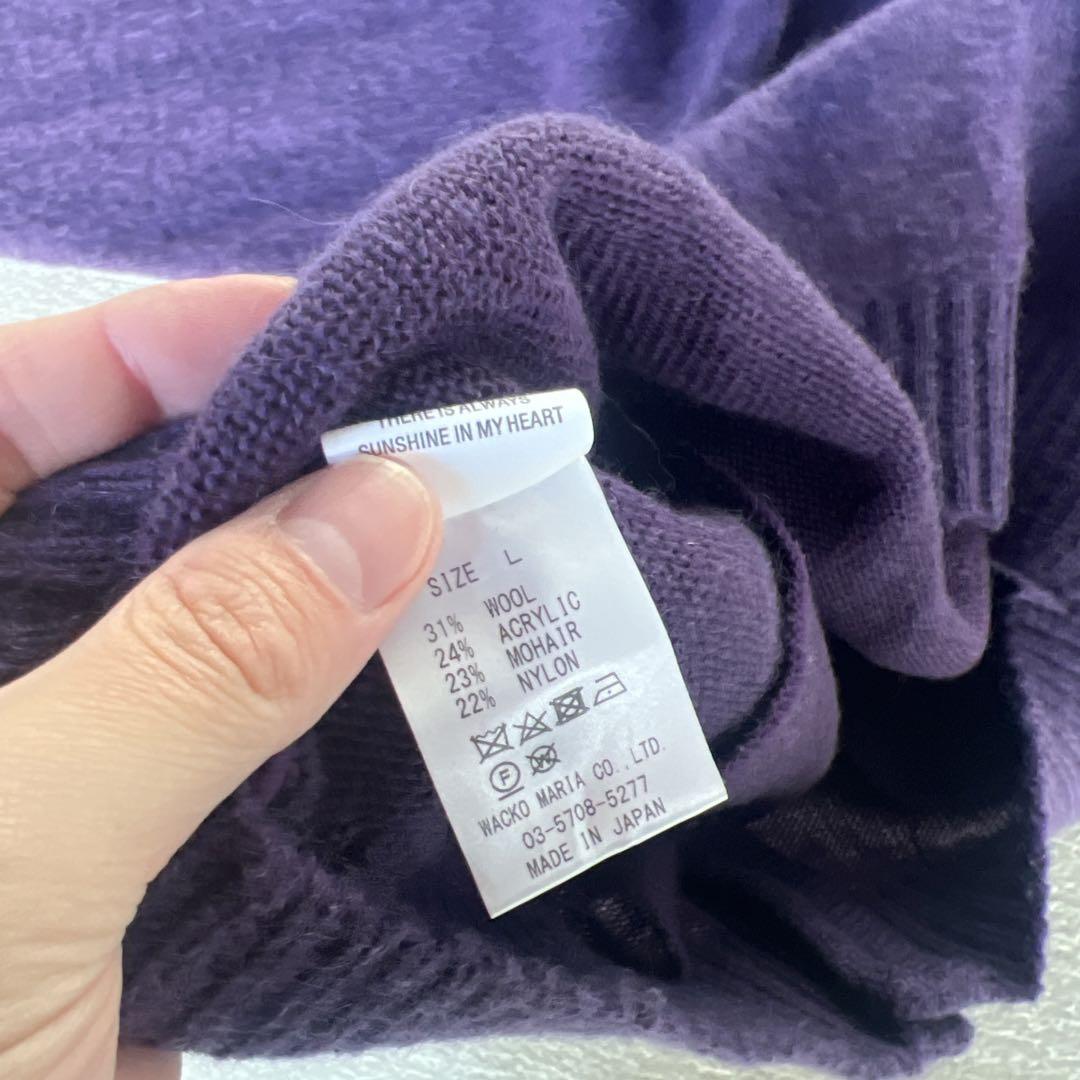 THERE IS ALWAYS
SUNSHINE IN MY HEART
SIZE L
31% WOOL
24% ACRYLIC
23% MOHAIR
22% NYLON
F W
WACKO MARIA CO.,LTD.
03-5708-5277
MADE IN JAPAN